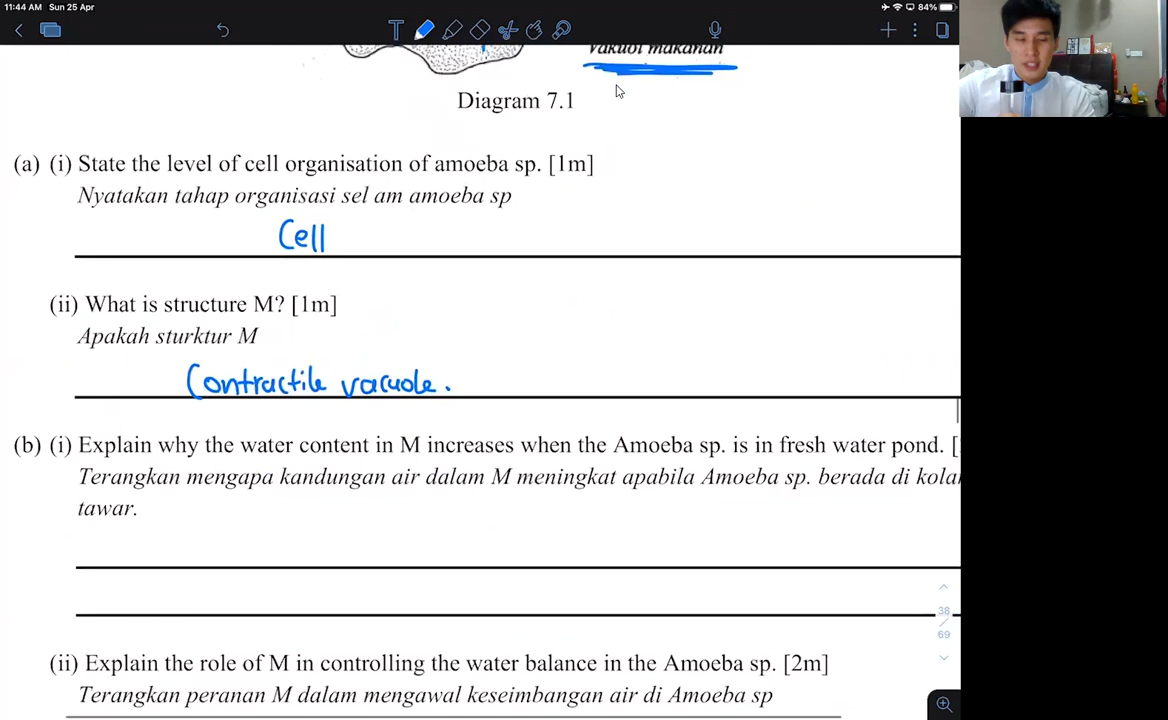 11:44 AM Sun 25 Apr
84%
T
Vakuol makanan
Diagram 7.1
(a) (i) State the level of cell organisation of amoeba sp. [1m]
Nyatakan tahap organisasi sel am amoeba sp
Cell
(ii) What is structure M? [1m]
Apakah sturktur M
Contractile vacuole.
(b) (i) Explain why the water content in M increases when the Amoeba sp. is in fresh water pond. [
Terangkan mengapa kandungan air dalam M meningkat apabila Amoeba sp. berada di kola
tawar.
38
69
(ii) Explain the role of M in controlling the water balance in the Amoeba sp. [2m]
Terangkan peranan M dalam mengawal keseimbangan air di Amoeba sp